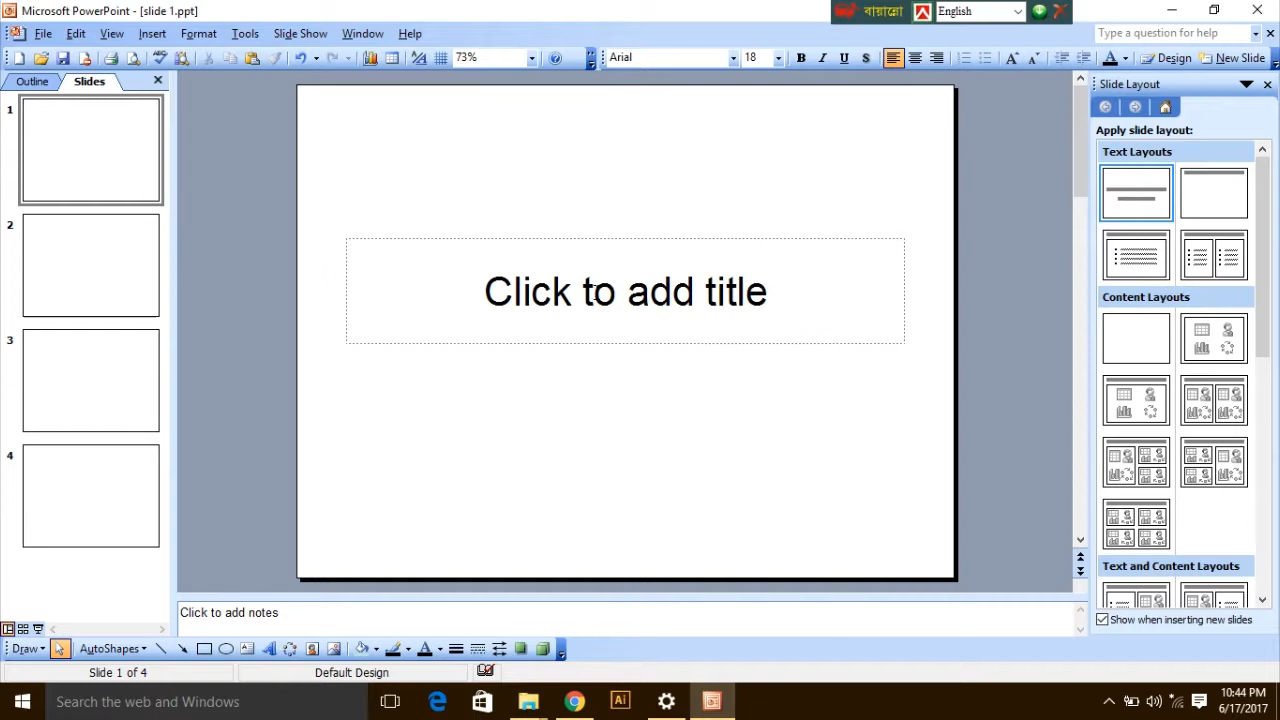 Microsoft PowerPoint - [slide 1.ppt]
বায়ান্নো
English
File Edit View Insert Format Tools Slide Show Window Help
Type a question for help
73%
Arial
18
Design
New Slide
Outline
Slides
Slide Layout
1
2
3
4
Click to add title
Apply slide layout:
Text Layouts
Content Layouts
Text and Content Layouts
Show when inserting new slides
Click to add notes
Draw
AutoShapes
Slide 1 of 4
Default Design
Search the web and Windows
Ai
10:44 PM
6/17/2017